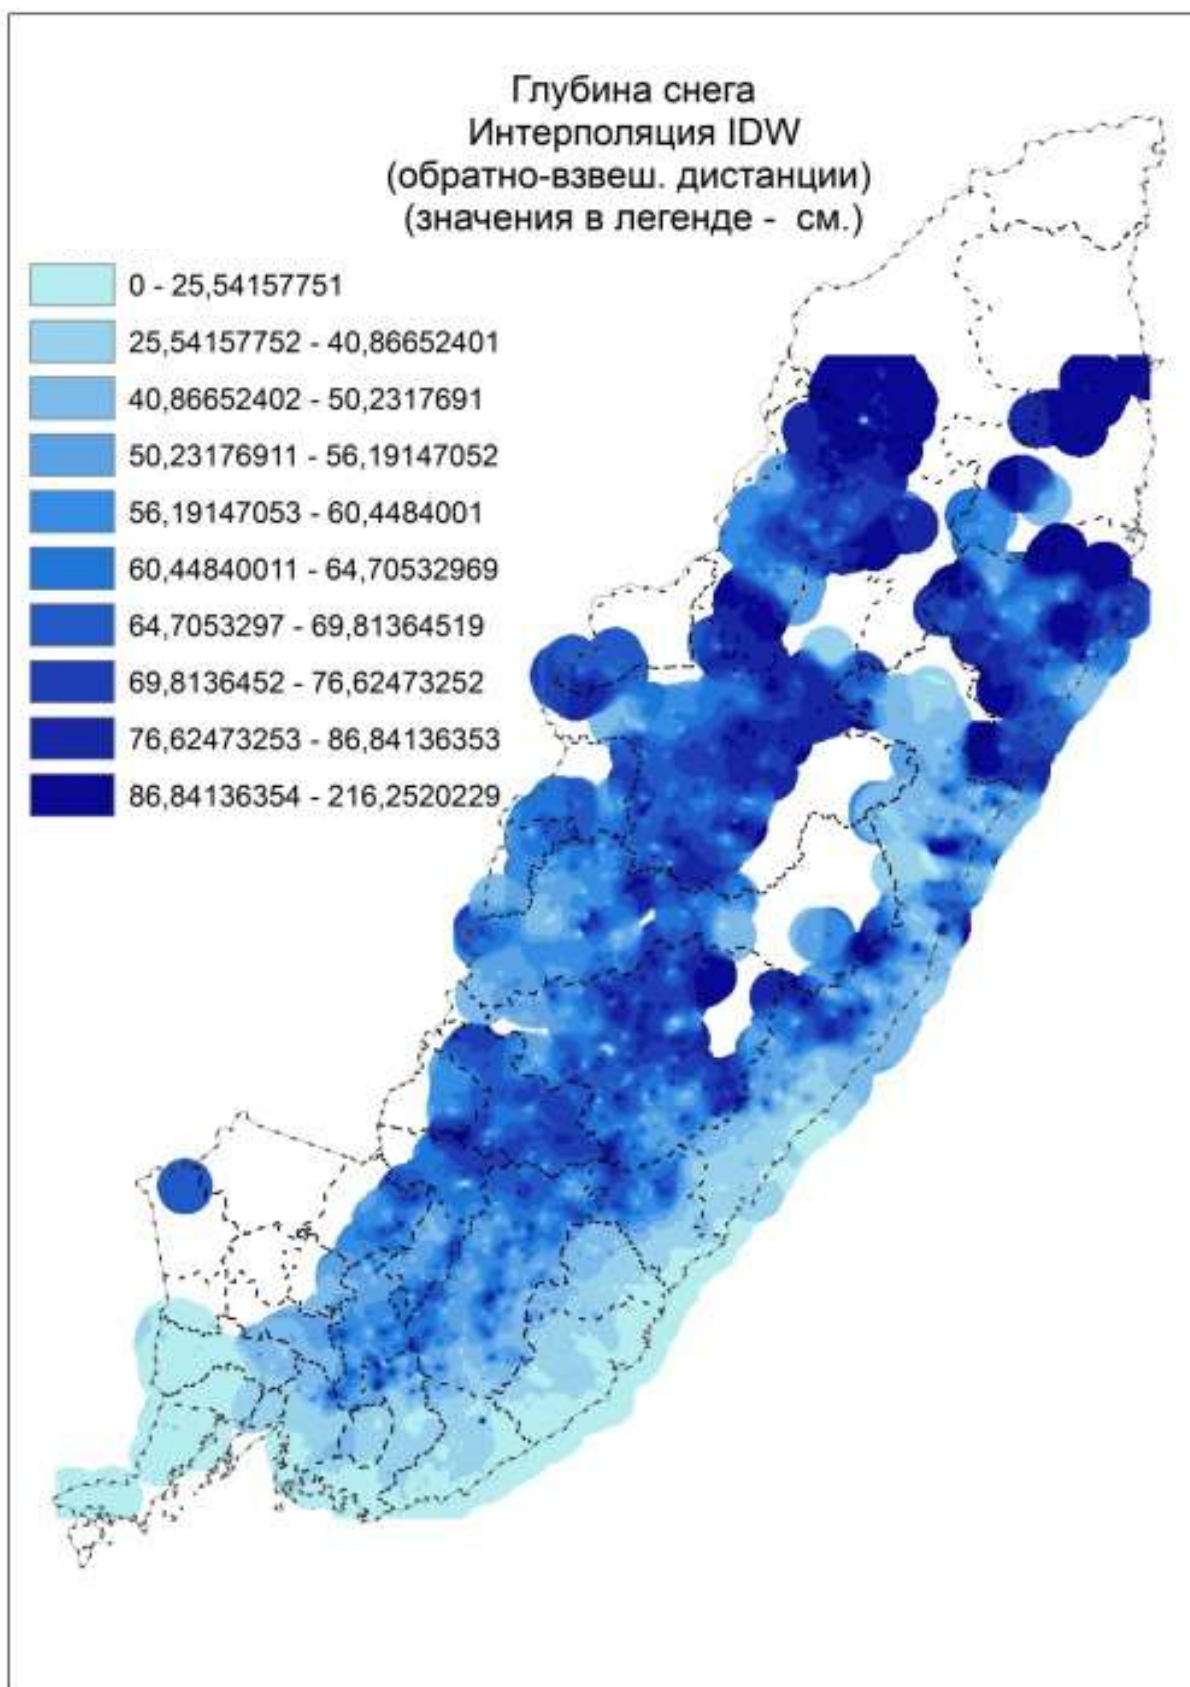 Глубина снега
Интерполяция IDW
(обратно-взвеш. дистанции)
(значения в легенде - см.)
0 - 25,54157751
25,54157752 - 40,86652401
40,86652402 - 50,2317691
50,23176911 - 56,19147052
56,19147053 - 60,4484001
60,44840011 - 64,70532969
64,7053297 - 69,81364519
69,8136452 - 76,62473252
76,62473253 - 86,84136353
86,84136354 - 216,2520229